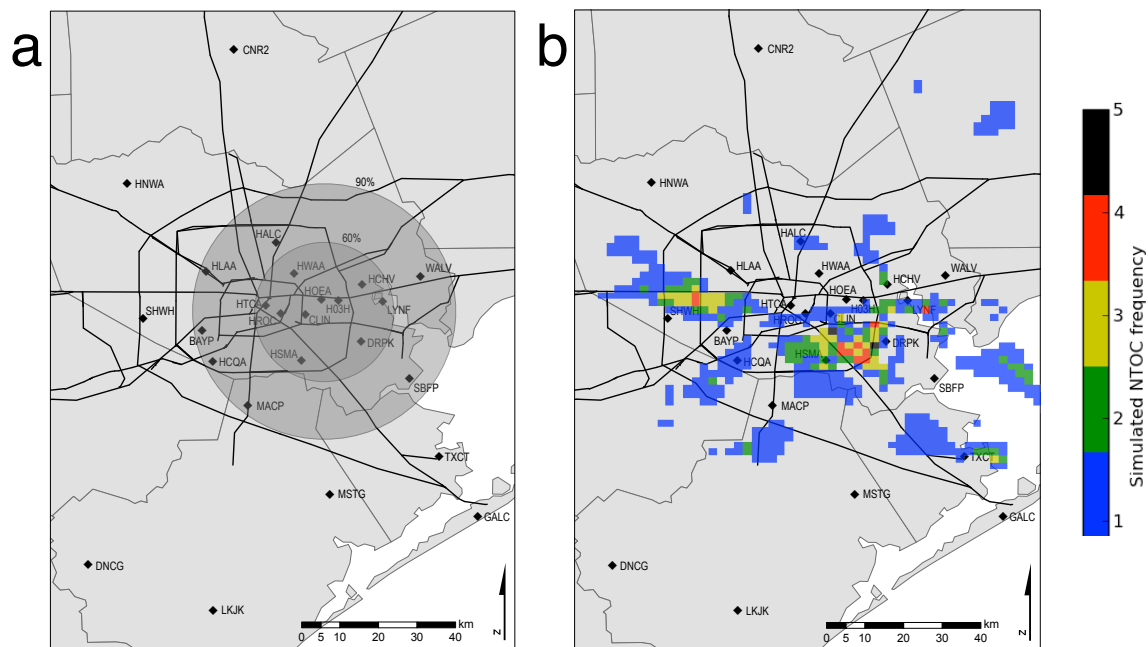 a
CNR2
HNWA
90%
HALC
60%
HLAA
HWAA
WALV
HCHV
HOEA
HTCA
H03H
LYNF
SHWH
HROC
CLIN
BAYP
DRPK
HCQA
HSMA
SBFP
MACP
TXCT
MSTG
GALC
DNCG
LKJK
km
0 5 10 20 30 40
N
b
CNR2
HNWA
HALC
HLAA
HWAA
WALV
HCHV
HOEA
HTCA
H03H
LYNF
SHWH
HROC
CLIN
BAYP
DRPK
HCQA
HSMA
SBFP
MACP
TXCT
MSTG
GALC
DNCG
LKJK
km
0 5 10 20 30 40
N
5
4
3
2
1
Simulated NTOC frequency